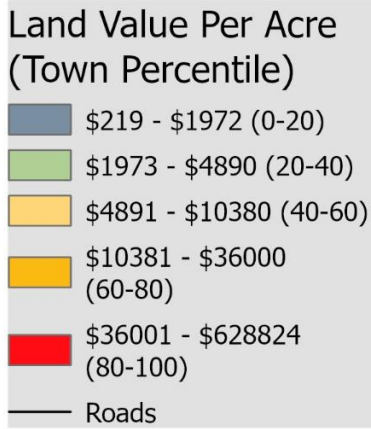 Land Value Per Acre
(Town Percentile)
$219 - $1972 (0-20)
$1973 - $4890 (20-40)
$4891 - $10380 (40-60)
$10381 - $36000
(60-80)
$36001 - $628824
(80-100)
Roads